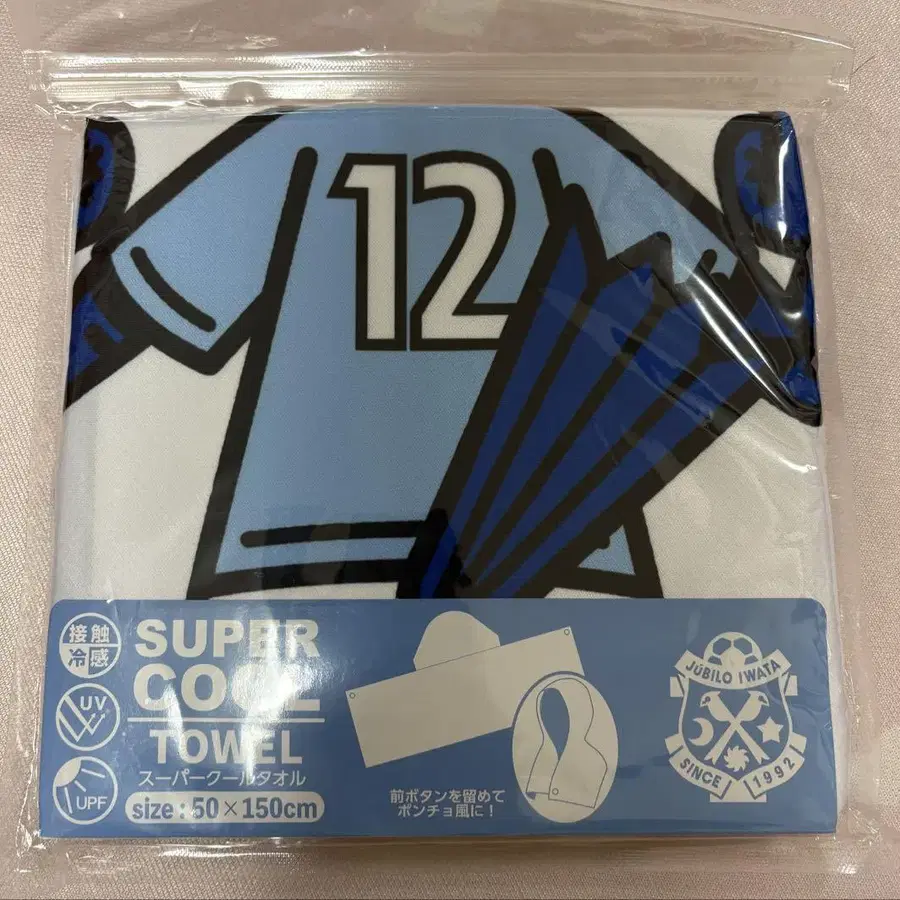 12
接触
冷感
UV
UPF
SUPER
COOL
TOWEL
スーパークールタオル
size : 50×150cm
前ボタンを留めて
ポンチョ風に!
JÚBILO IWATA
SINCE 1992